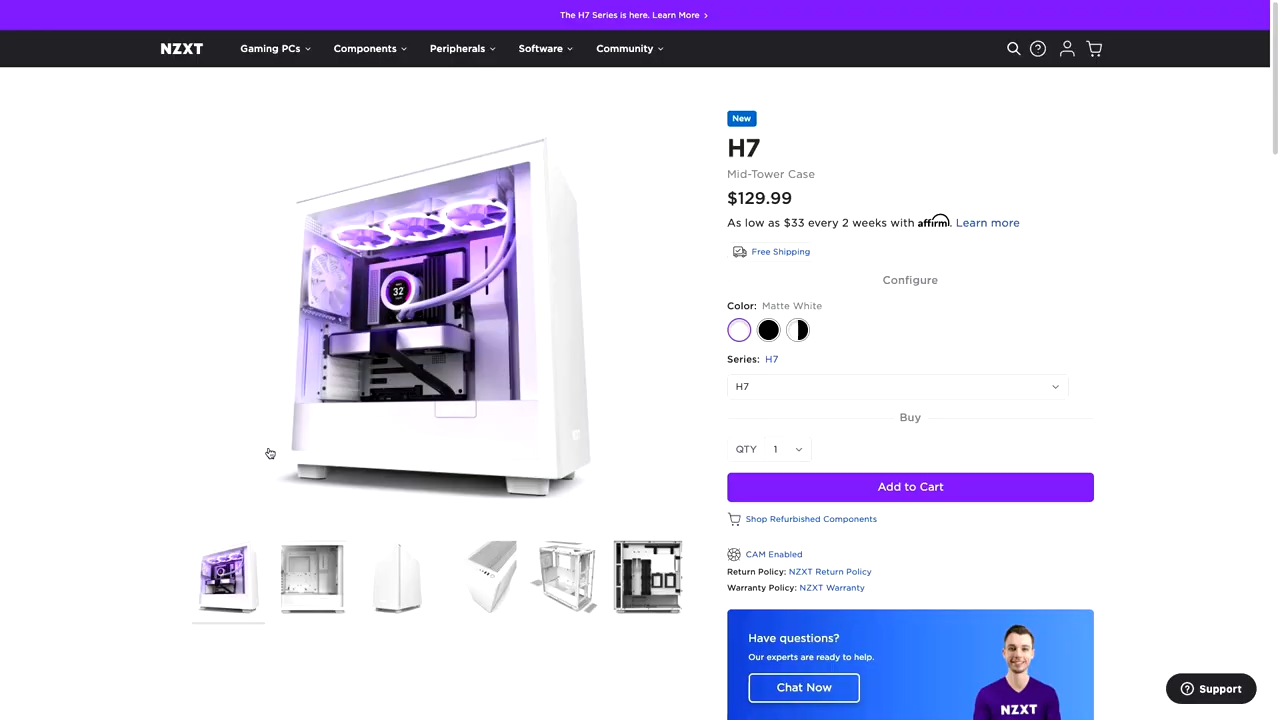 The H7 Series is here. Learn More >
NZXT Gaming PCs Components Peripherals Software Community
New
H7
Mid-Tower Case
$129.99
As low as $33 every 2 weeks with affirm. Learn more
Free Shipping
Configure
Color: Matte White
Series: H7
H7
Buy
QTY 1
Add to Cart
Shop Refurbished Components
CAM Enabled
Return Policy: NZXT Return Policy
Warranty Policy: NZXT Warranty
Have questions?
Our experts are ready to help.
Chat Now
NZXT
Support
32